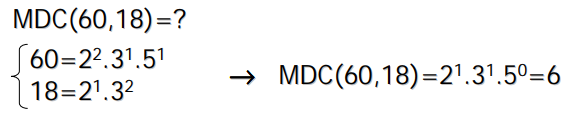 MDC(60,18)=?
60=2².3¹.5¹
18=2¹.3²
→ MDC(60,18)=2¹.3¹.5⁰=6